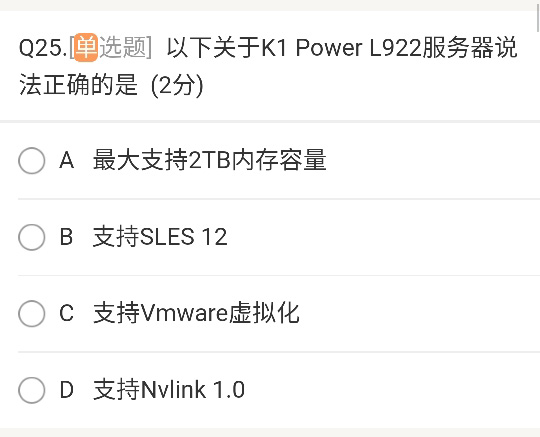 Q25.[单选题] 以下关于K1 Power L922服务器说
法正确的是 (2分)
A 最大支持2TB内存容量
B 支持SLES 12
C 支持Vmware虚拟化
D 支持Nvlink 1.0